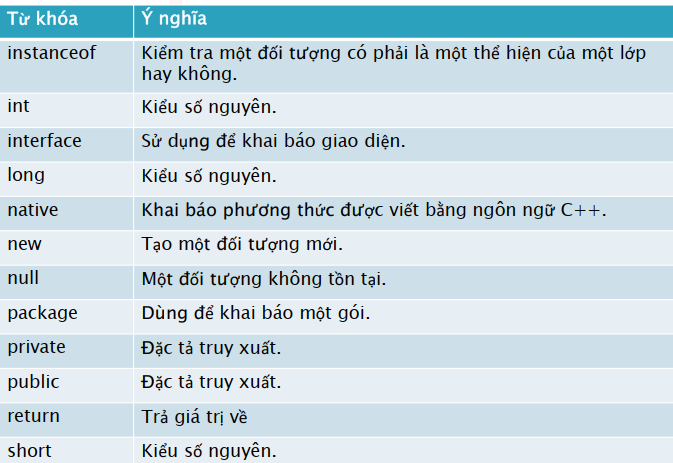 Từ khóa Ý nghĩa
instanceof Kiểm tra một đối tượng có phải là một thể hiện của một lớp
hay không.
int Kiểu số nguyên.
interface Sử dụng để khai báo giao diện.
long Kiểu số nguyên.
native Khai báo phương thức được viết bằng ngôn ngữ C++.
new Tạo một đối tượng mới.
null Một đối tượng không tồn tại.
package Dùng để khai báo một gói.
private Đặc tả truy xuất.
public Đặc tả truy xuất.
return Trả giá trị về
short Kiểu số nguyên.